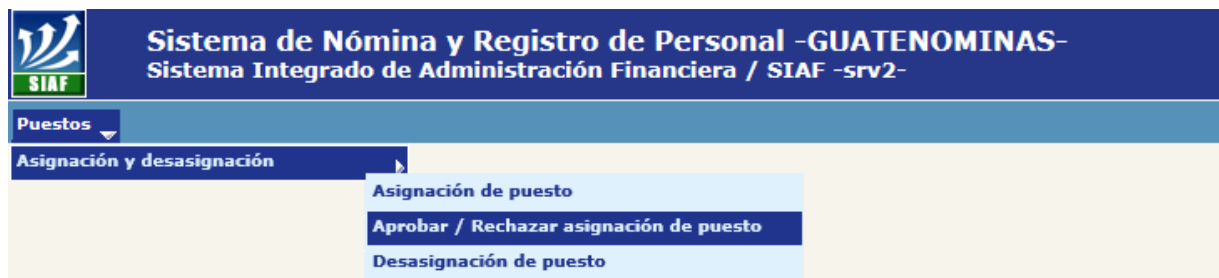 Sistema de Nómina y Registro de Personal -GUATENOMINAS-
Sistema Integrado de Administración Financiera / SIAF -srv2-
SIAF
Puestos
Asignación y desasignación
Asignación de puesto
Aprobar / Rechazar asignación de puesto
Desasignación de puesto